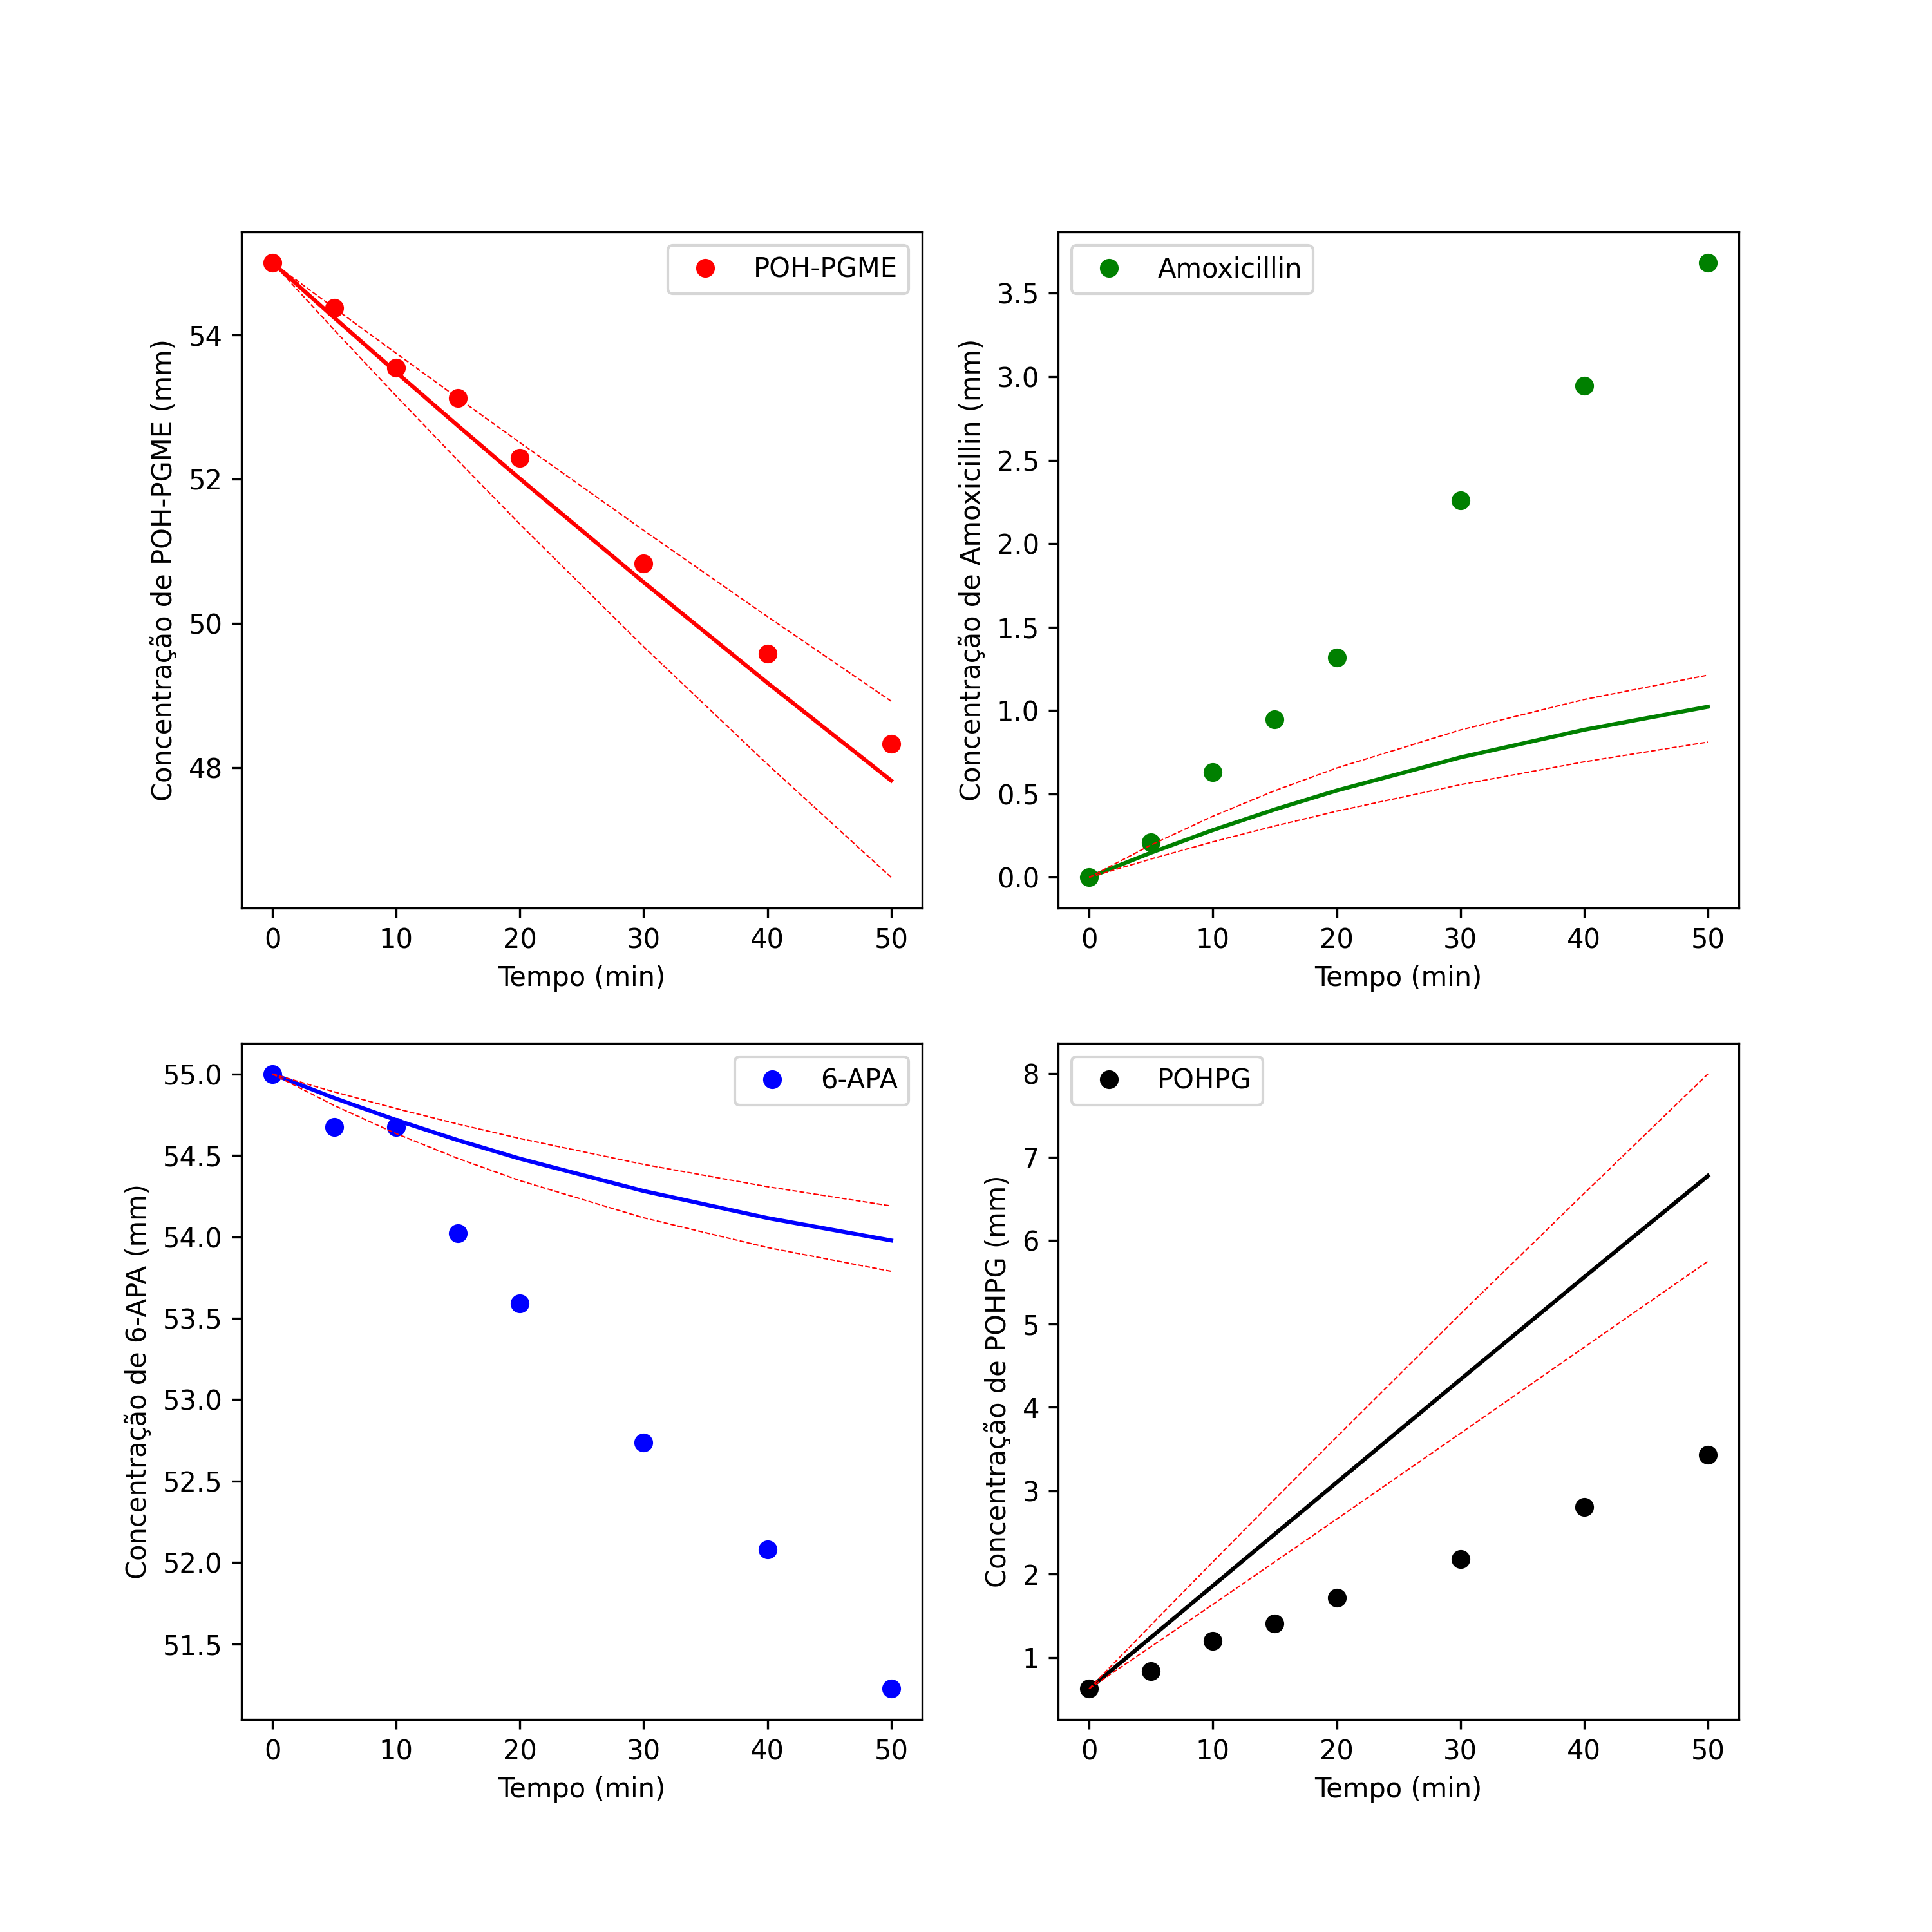 POH-PGME
Concentração de POH-PGME (mm)
54
52
50
48
0 10 20 30 40 50
Tempo (min)
Amoxicillin
Concentração de Amoxicillin (mm)
3.5
3.0
2.5
2.0
1.5
1.0
0.5
0.0
0 10 20 30 40 50
Tempo (min)
6-APA
Concentração de 6-APA (mm)
55.0
54.5
54.0
53.5
53.0
52.5
52.0
51.5
0 10 20 30 40 50
Tempo (min)
POHPG
Concentração de POHPG (mm)
8
7
6
5
4
3
2
1
0 10 20 30 40 50
Tempo (min)